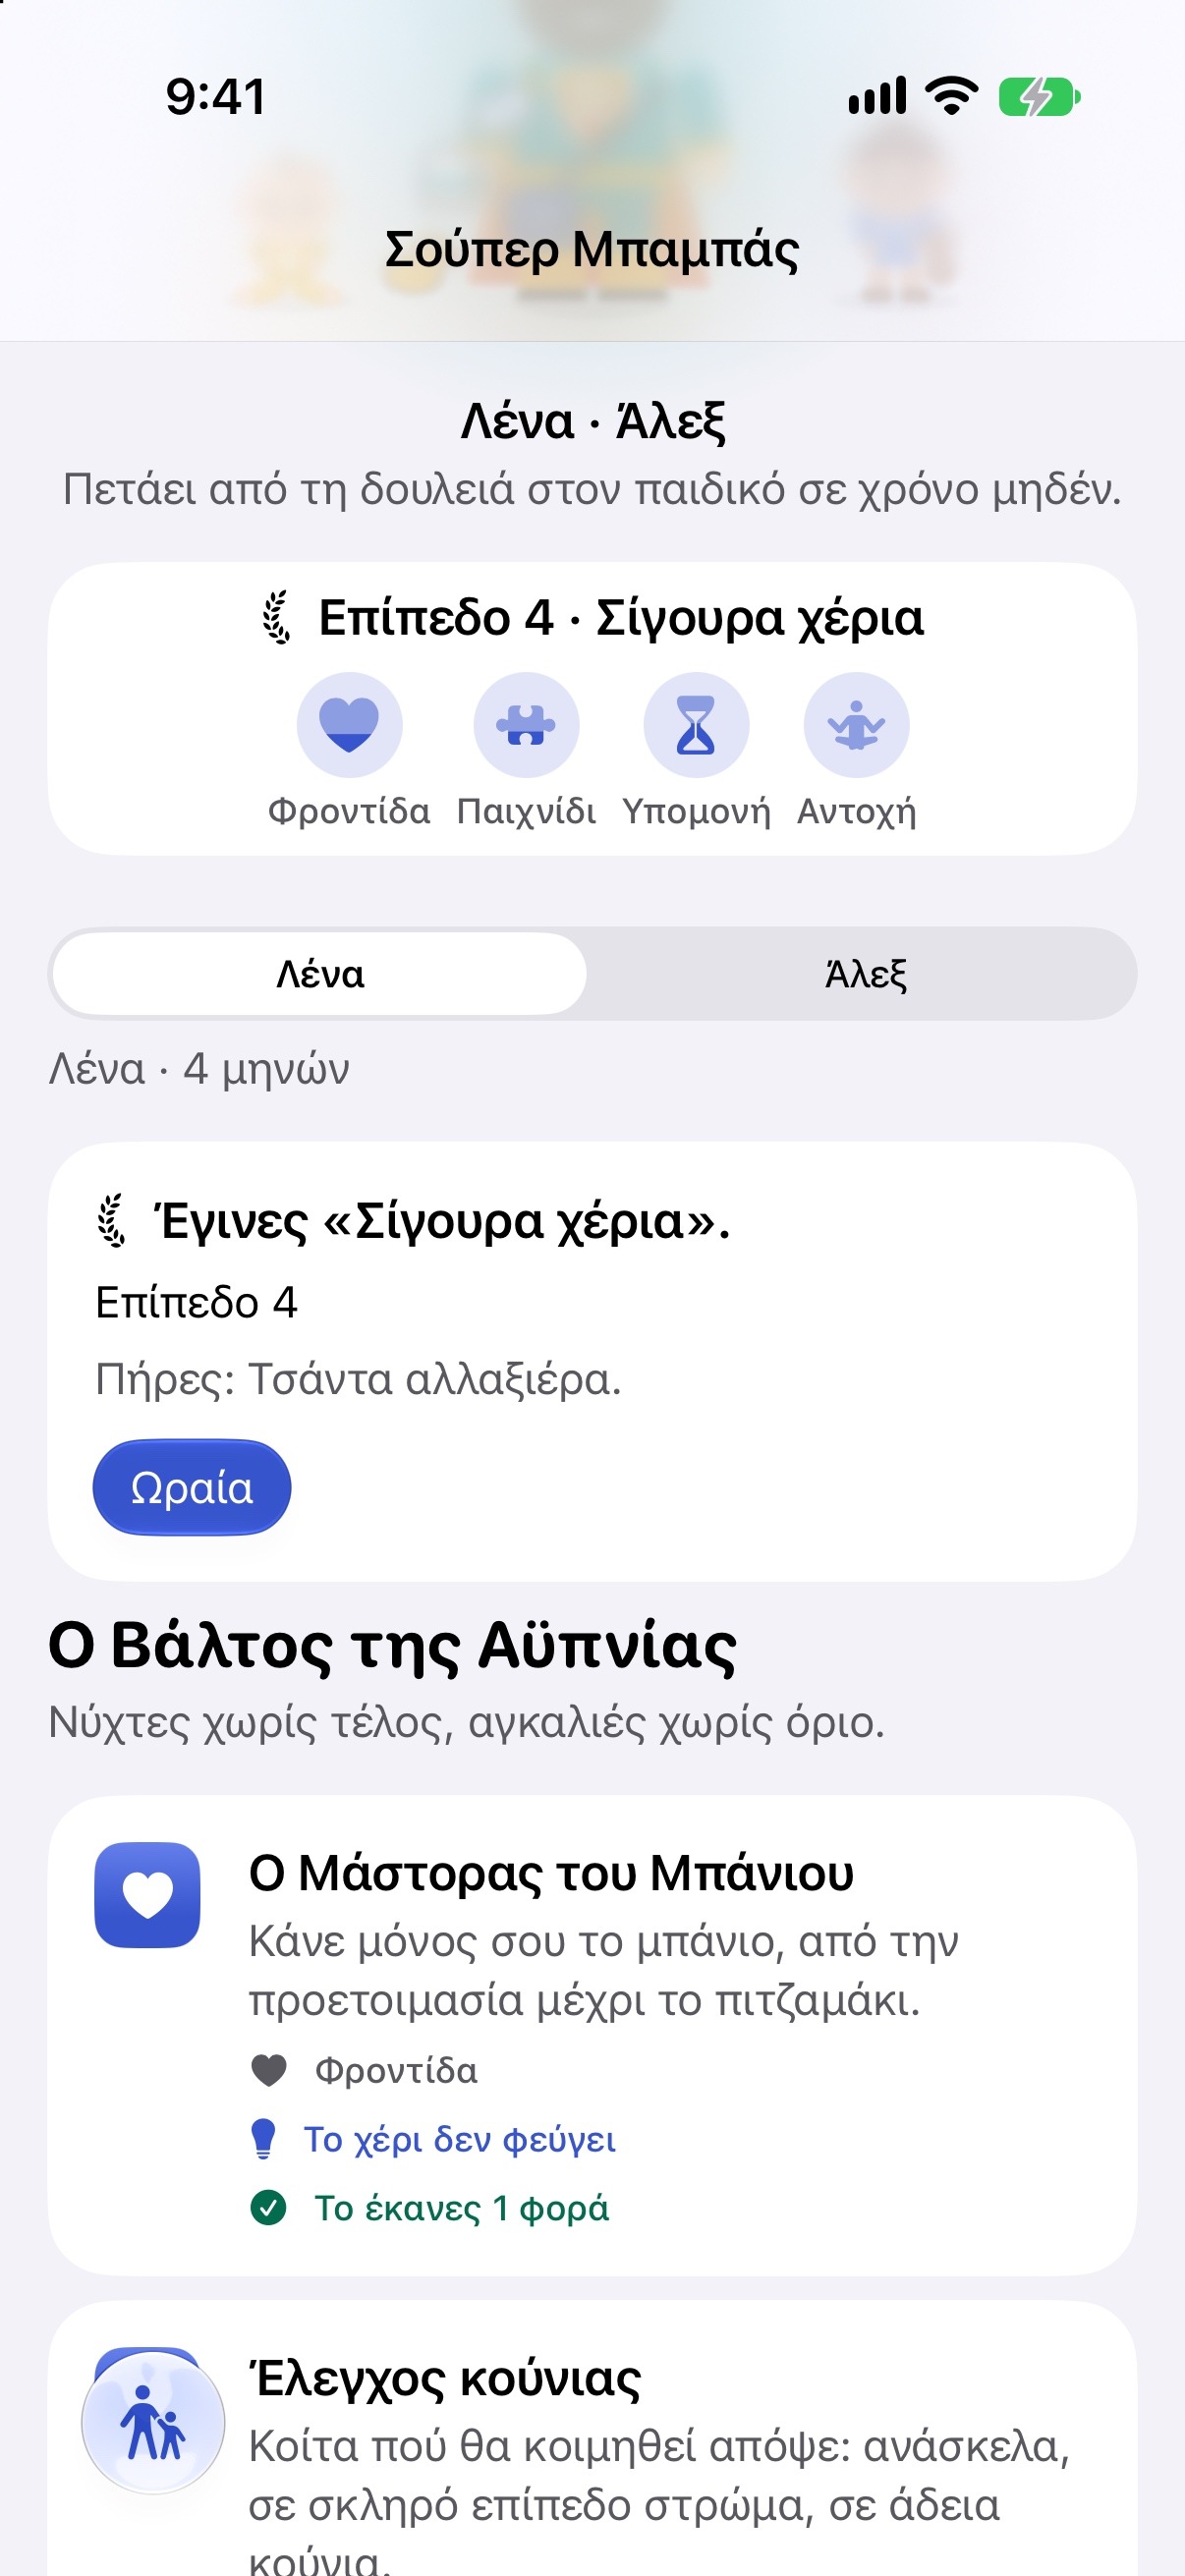 9:41
Σούπερ Μπαμπάς
Λένα · Άλεξ
Πετάει από τη δουλειά στον παιδικό σε χρόνο μηδέν.
Επίπεδο 4 · Σίγουρα χέρια
Φροντίδα Παιχνίδι Υπομονή Αντοχή
Λένα Άλεξ
Λένα · 4 μηνών
Έγινες «Σίγουρα χέρια».
Επίπεδο 4
Πήρες: Τσάντα αλλαξιέρα.
Ωραία
Ο Βάλτος της Αϋπνίας
Νύχτες χωρίς τέλος, αγκαλιές χωρίς όριο.
Ο Μάστορας του Μπάνιου
Κάνε μόνος σου το μπάνιο, από την
προετοιμασία μέχρι το πιτζαμάκι.
Φροντίδα
Το χέρι δεν φεύγει
Το έκανες 1 φορά
Έλεγχος κούνιας
Κοίτα πού θα κοιμηθεί απόψε: ανάσκελα,
σε σκληρό επίπεδο στρώμα, σε άδεια
κούνια.